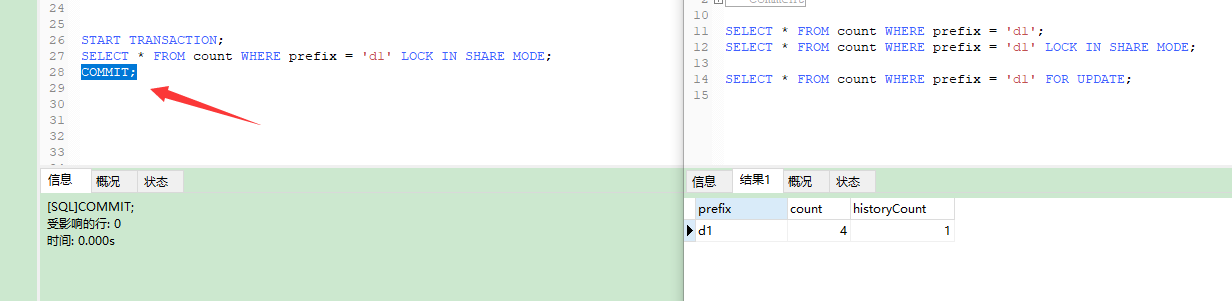 24
25
26 START TRANSACTION;
27 SELECT * FROM count WHERE prefix = 'd1' LOCK IN SHARE MODE;
28 COMMIT;
29
30
31
32
33
信息 概况 状态
[SQL]COMMIT;
受影响的行: 0
时间: 0.000s
10
11 SELECT * FROM count WHERE prefix = 'd1';
12 SELECT * FROM count WHERE prefix = 'd1' LOCK IN SHARE MODE;
13
14 SELECT * FROM count WHERE prefix = 'd1' FOR UPDATE;
15
信息 结果1 概况 状态
prefix count historyCount
d1 4 1